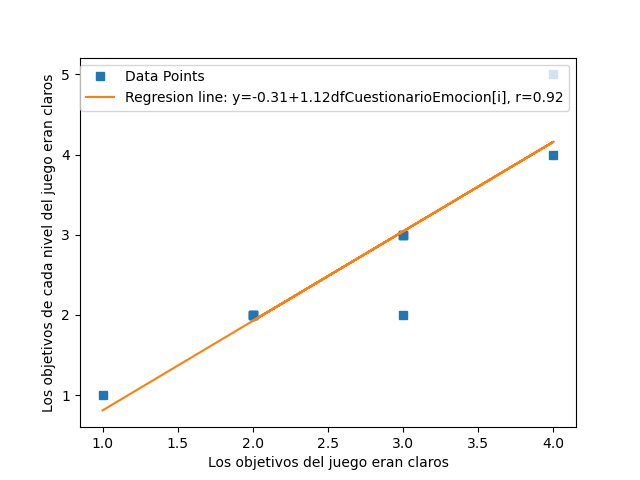 Data Points
Regresion line: y=-0.31+1.12dfCuestionarioEmocion[i], r=0.92
5
4
3
2
1
Los objetivos de cada nivel del juego eran claros
1.0 1.5 2.0 2.5 3.0 3.5 4.0
Los objetivos del juego eran claros